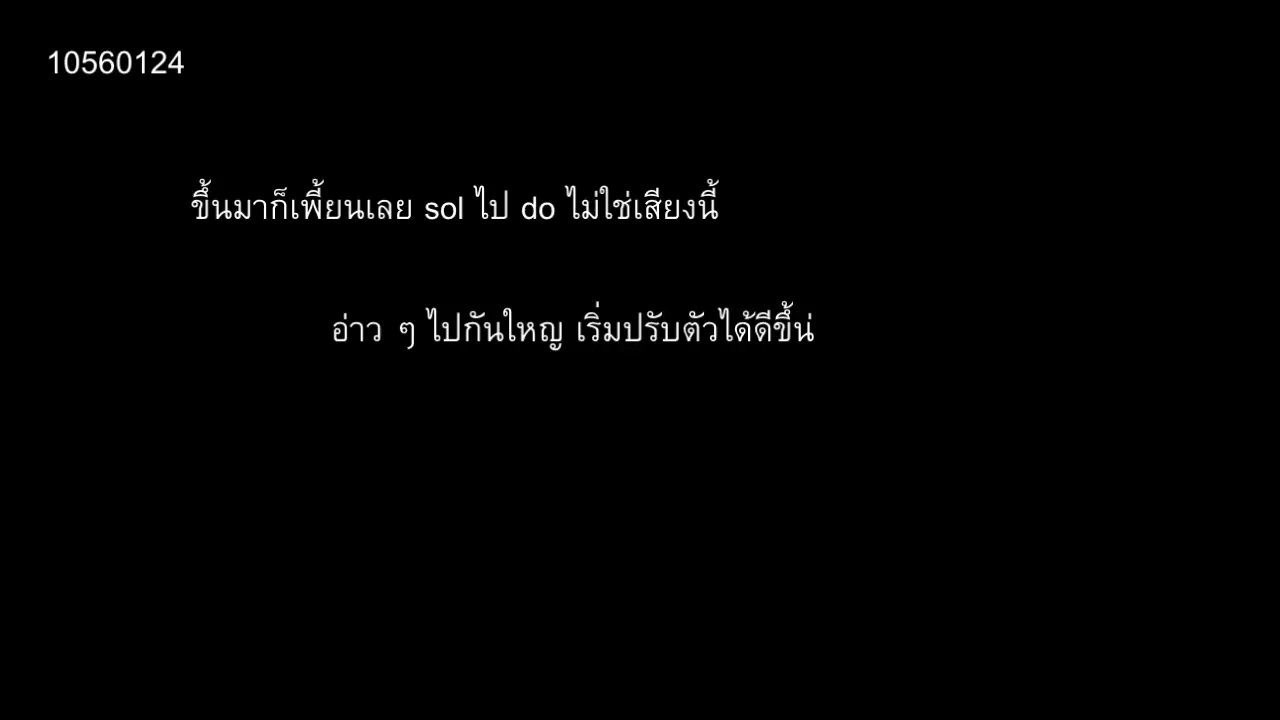 10560124
ขึ้นมาก็เพี้ยนเลย sol ไป do ไม่ใช่เสียงนี้
อ่าว ๆ ไปกันใหญ เริ่มปรับตัวได้ดีขึ้น่